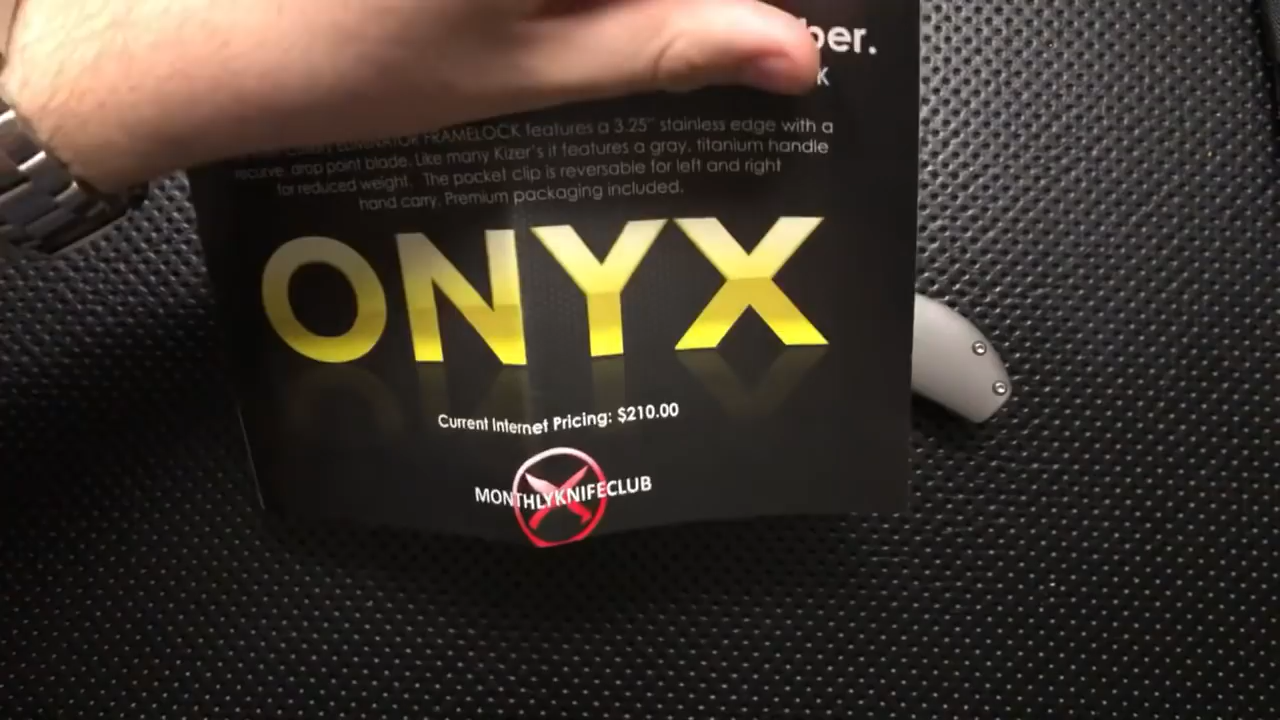 ber.
K
ELIMINATOR FRAMELOCK features a 3.25" stainless edge with a
recurve, drop point blade. Like many Kizer's it features a gray, titanium handle
for reduced weight. The pocket clip is reversable for left and right
hand carry. Premium packaging included.
ONYX
Current Internet Pricing: $210.00
MONTHLYKNIFECLUB